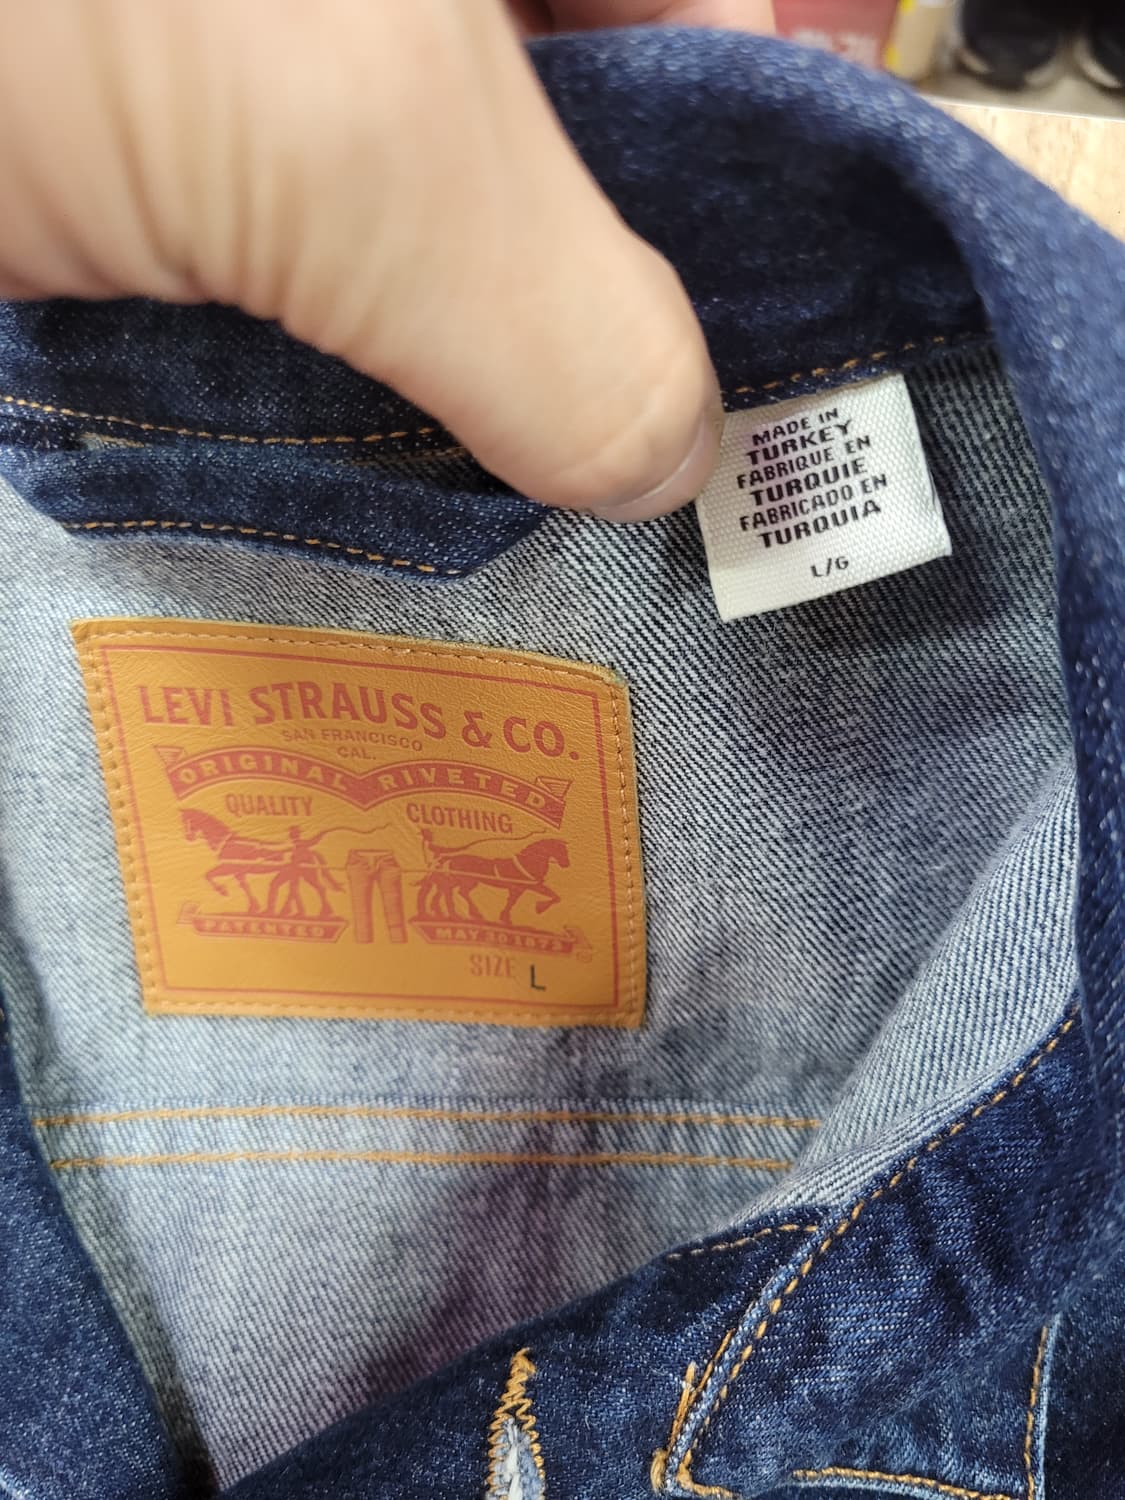 MADE IN
TURKEY
FABRIQUE EN
TURQUIE
FABRICADO EN
TURQUIA
L/G
LEVI STRAUSS & CO.
SAN FRANCISCO
CAL.
ORIGINAL RIVETED
QUALITY CLOTHING
PATENTED MAY 20 1873
SIZE L